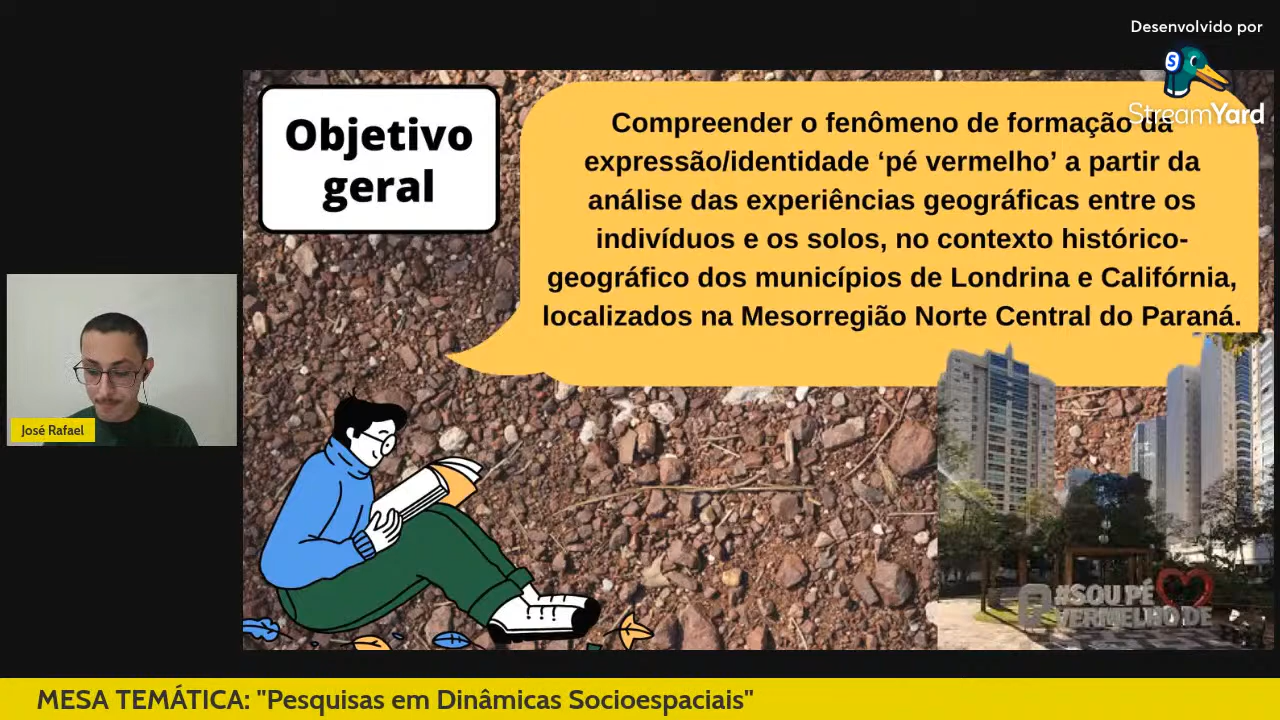 Desenvolvido por
StreamYard
Objetivo
geral
Compreender o fenômeno de formação da
expressão/identidade ‘pé vermelho’ a partir da
análise das experiências geográficas entre os
indivíduos e os solos, no contexto histórico-
geográfico dos municípios de Londrina e Califórnia,
localizados na Mesorregião Norte Central do Paraná.
José Rafael
#SOU PÉ
VERMELHO DE
MESA TEMÁTICA: "Pesquisas em Dinâmicas Socioespaciais"